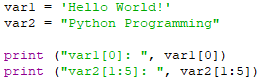 var1 = 'Hello World!'
var2 = "Python Programming"
print ("var1[0]: ", var1[0])
print ("var2[1:5]: ", var2[1:5])